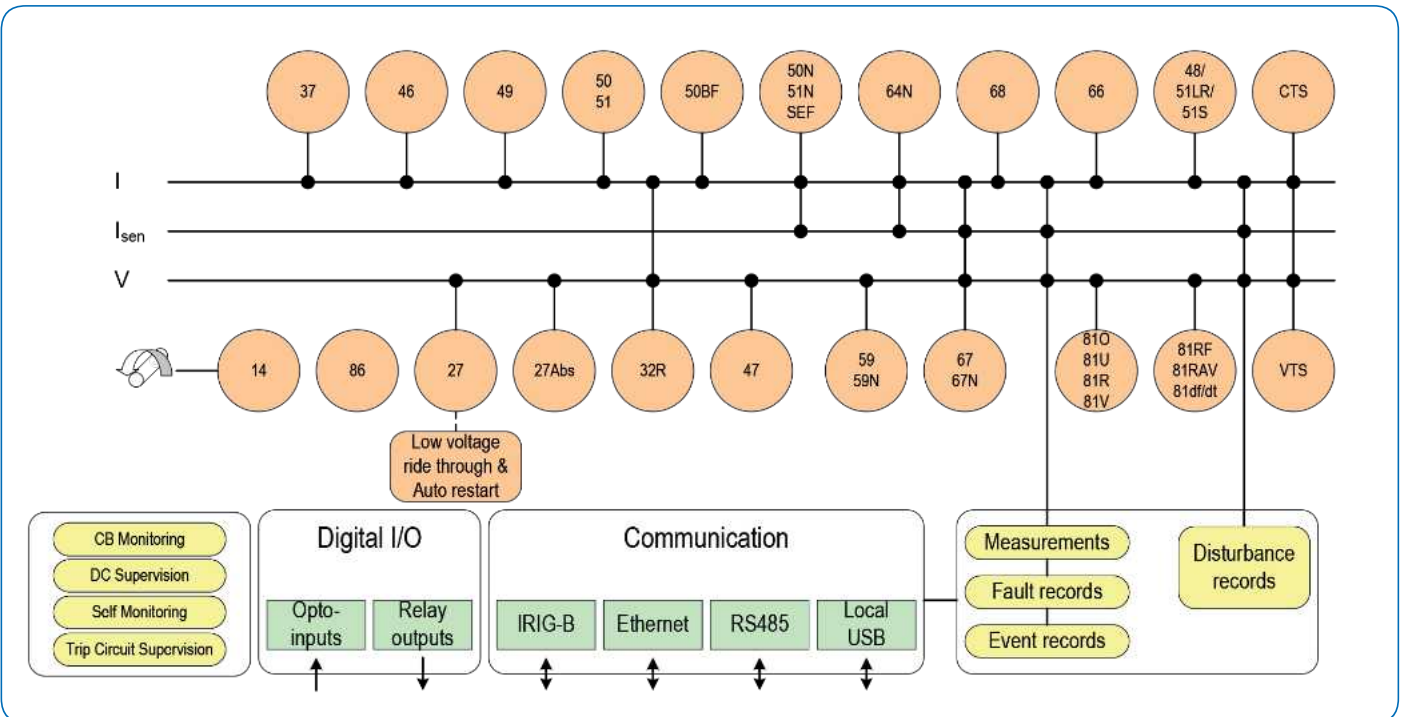 37
46
49
50
51
50BF
50N
51N
SEF
64N
68
66
48/
51LR/
51S
CTS
I
Isen
V
14
86
27
27Abs
32R
47
59
59N
67
67N
81O
81U
81R
81V
81RF
81RAV
81df/dt
VTS
Low voltage
ride through &
Auto restart
CB Monitoring
DC Supervision
Self Monitoring
Trip Circuit Supervision
Digital I/O
Opto-
inputs
Relay
outputs
Communication
IRIG-B
Ethernet
RS485
Local
USB
Measurements
Fault records
Event records
Disturbance
records